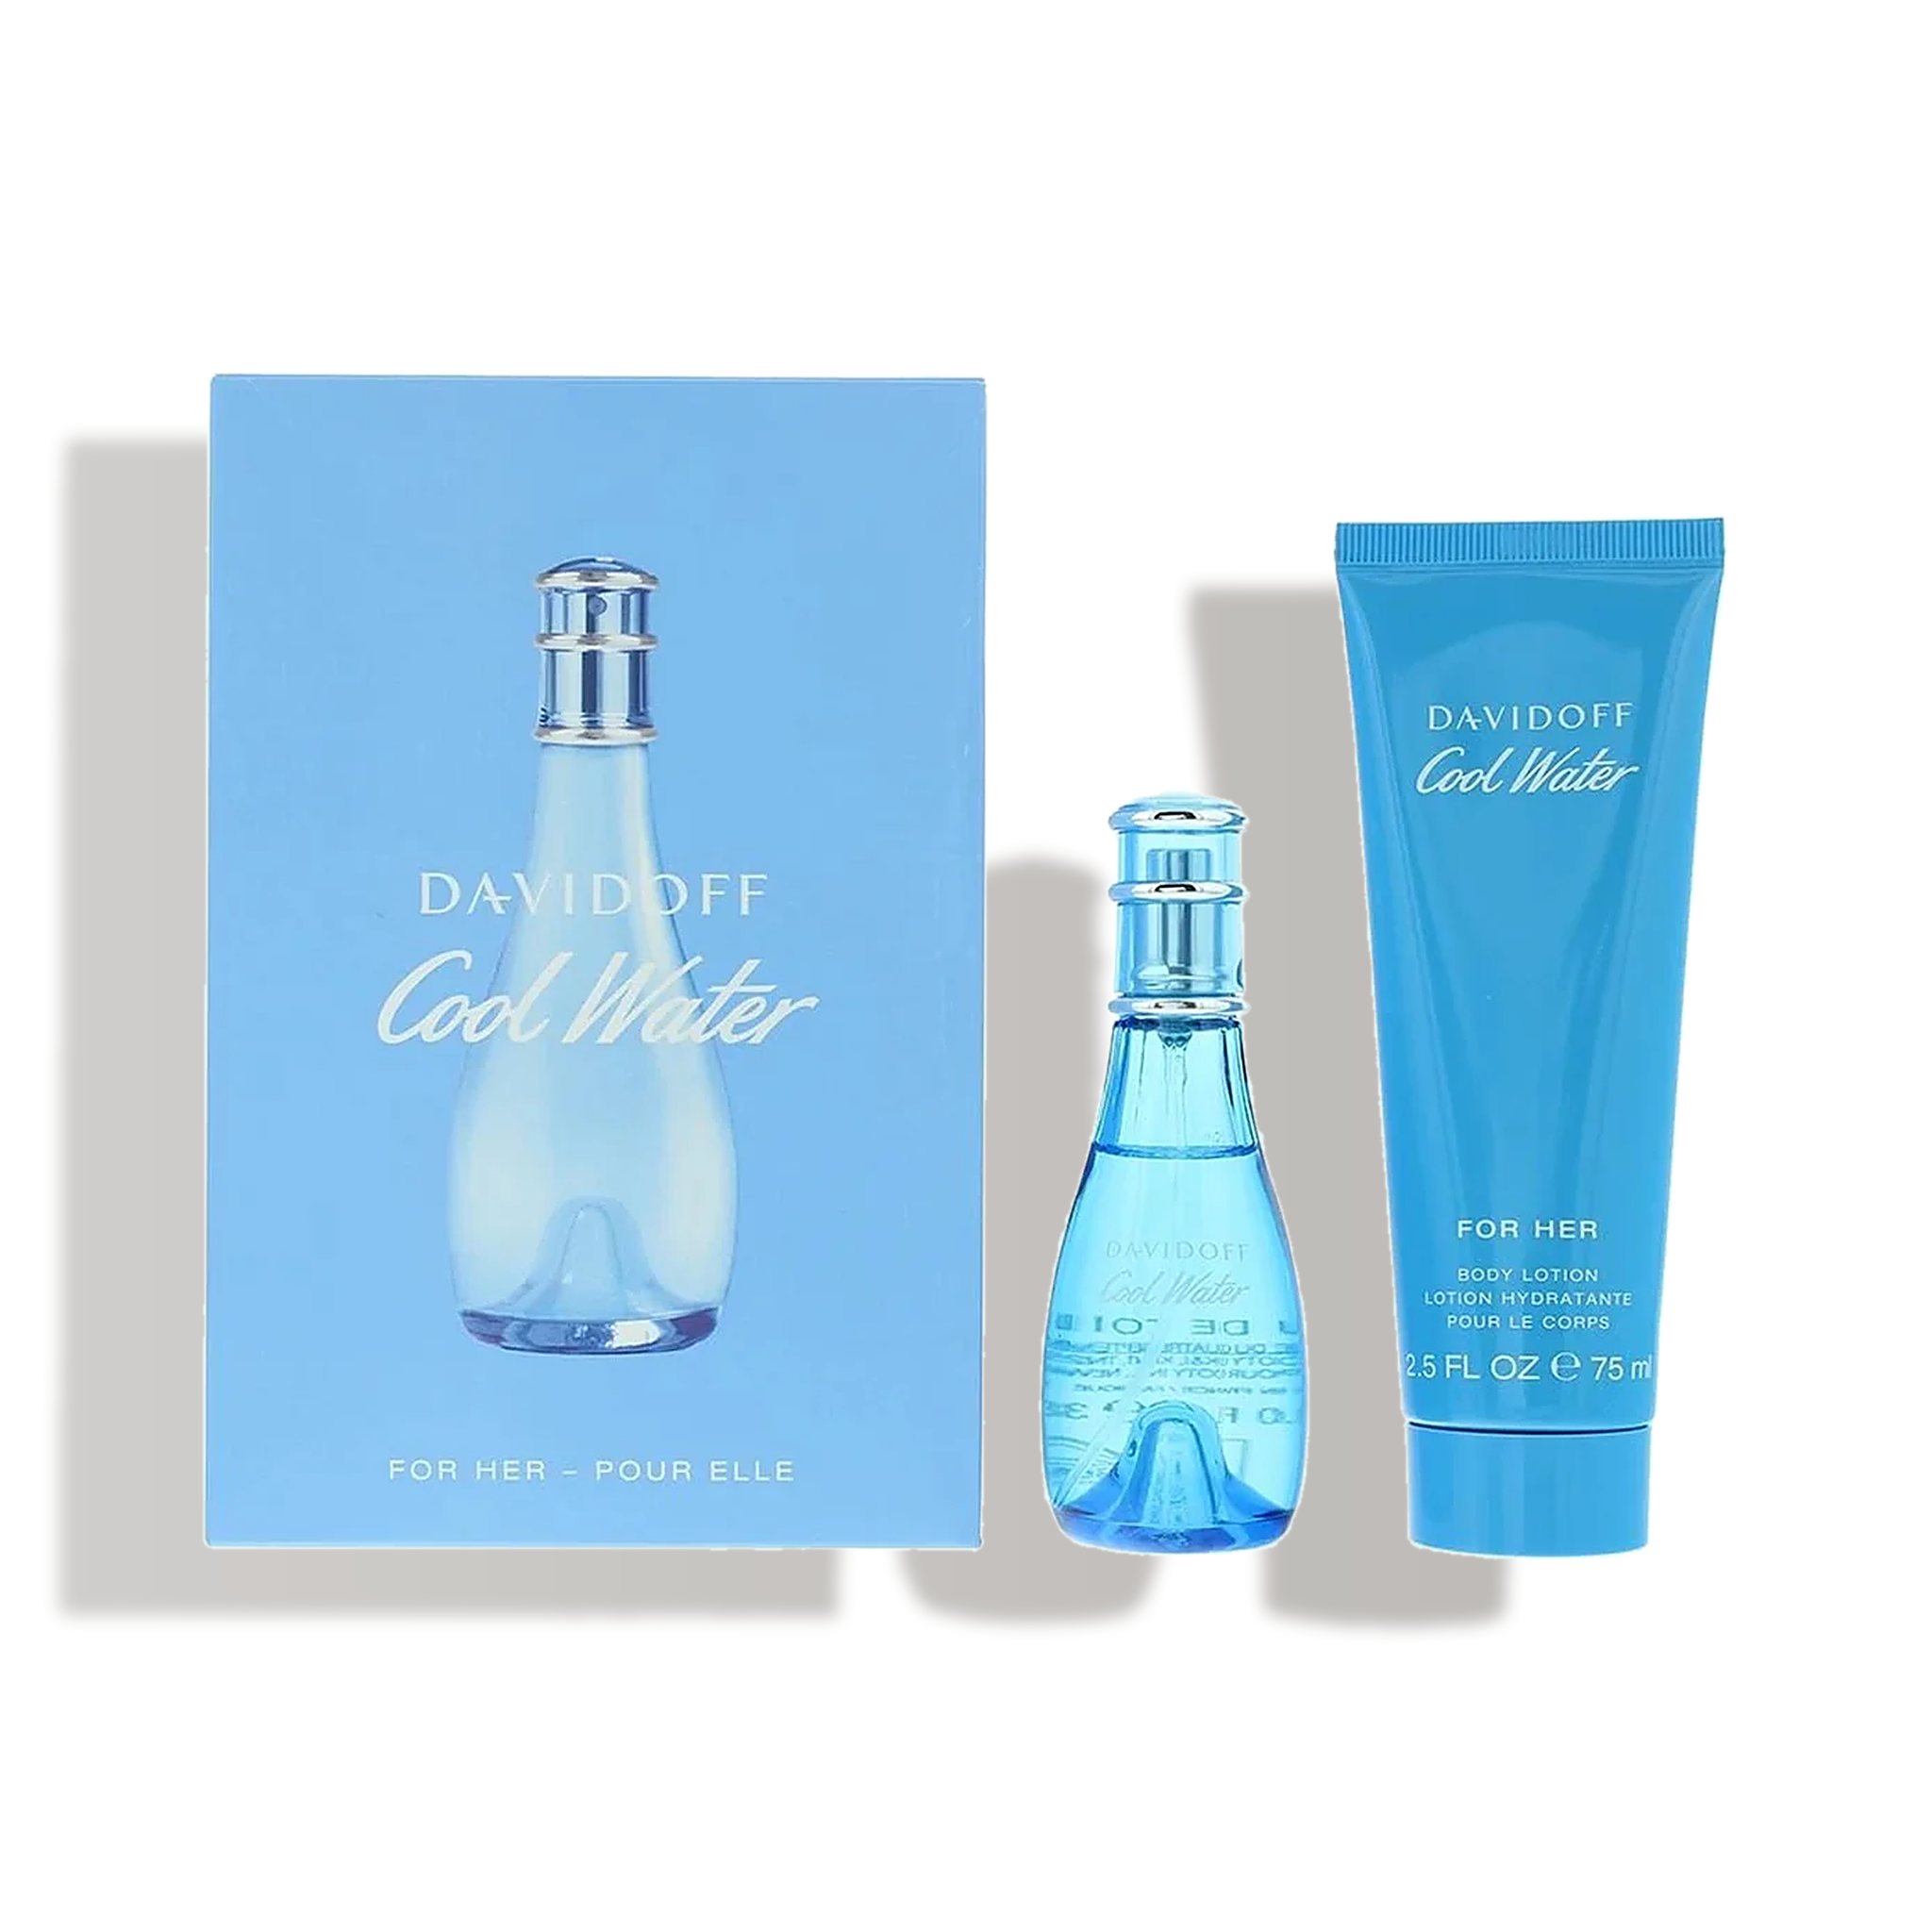 DAVIDOFF
Cool Water
FOR HER – POUR ELLE
DAVIDOFF
Cool Water
DAVIDOFF
Cool Water
FOR HER
BODY LOTION
LOTION HYDRATANTE
POUR LE CORPS
2.5 FL OZ ℮ 75 ml